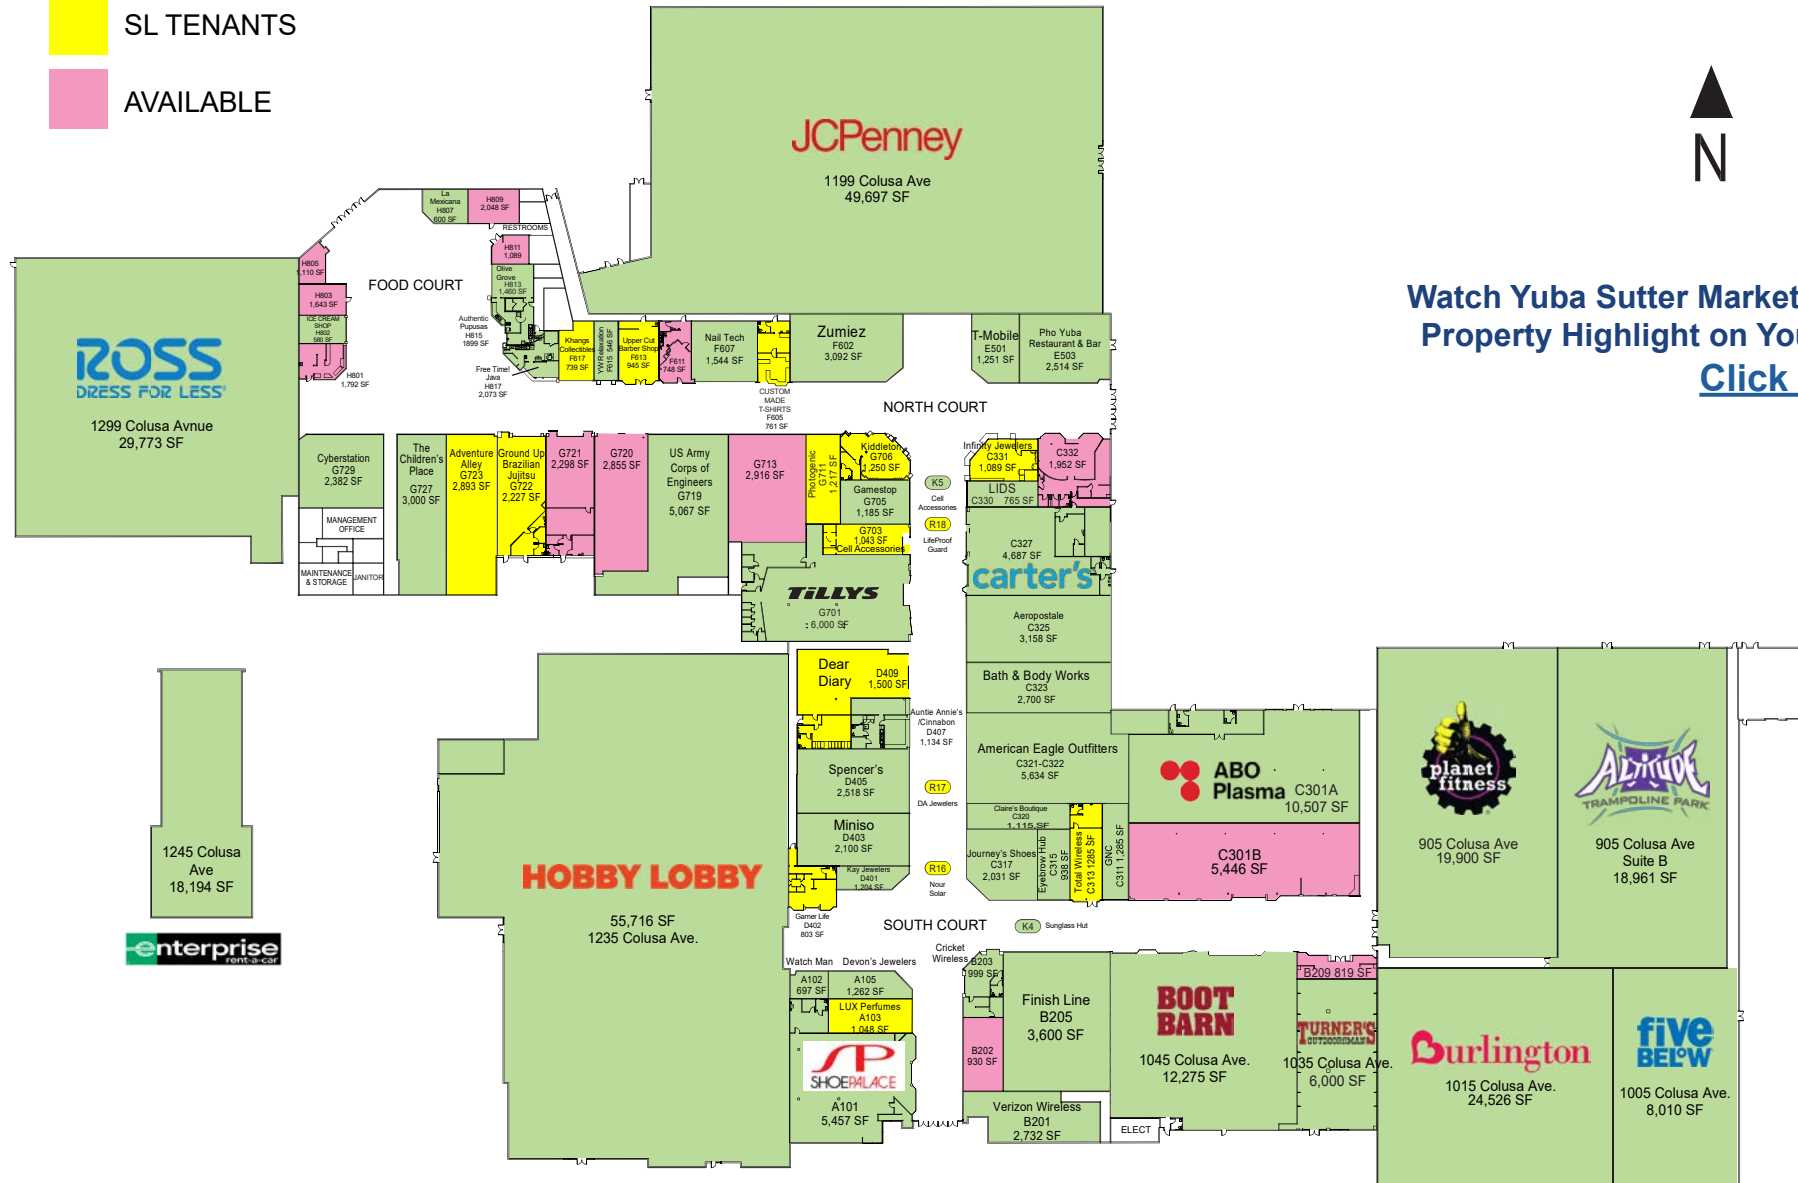 SL TENANTS
AVAILABLE
N
Watch Yuba Sutter Market
Property Highlight on You
Click
JCPenney
1199 Colusa Ave
49,697 SF
La
Mexicana
H807
600 SF
H809
2,048 SF
RESTROOMS
H811
1,089
Olive
Grove
H813
1,460 SF
FOOD COURT
H805
1,110 SF
H803
1,643 SF
ICE CREAM
SHOP
H802
580 SF
H801
1,792 SF
Authentic
Pupusas
H815
1899 SF
Free Time!
Java
H817
2,073 SF
Khangs
Collectibles
F617
739 SF
YW Relaxation
F615 546 SF
Upper Cut
Barber Shop
F613
945 SF
F611
748 SF
Nail Tech
F607
1,544 SF
CUSTOM
MADE
T-SHIRTS
F605
761 SF
Zumiez
F602
3,092 SF
T-Mobile
E501
1,251 SF
Pho Yuba
Restaurant & Bar
E503
2,514 SF
NORTH COURT
ROSS
DRESS FOR LESS
1299 Colusa Avnue
29,773 SF
Cyberstation
G729
2,382 SF
MANAGEMENT
OFFICE
MAINTENANCE
& STORAGE
JANITOR
The
Children's
Place
G727
3,000 SF
Adventure
Alley
G723
2,893 SF
Ground Up
Brazilian
Jujitsu
G722
2,227 SF
G721
2,298 SF
G720
2,855 SF
US Army
Corps of
Engineers
G719
5,067 SF
G713
2,916 SF
Photogenic
G711
1,217 SF
Kiddleton
G706
1,250 SF
Gamestop
G705
1,185 SF
G703
1,043 SF
Cell Accessories
TILLYS
G701
6,000 SF
K5
Cell
Accessories
R18
LifeProof
Guard
Infinity Jewelers
C331
1,089 SF
C332
1,952 SF
LIDS
C330 765 SF
C327
4,687 SF
carter's
Aeropostale
C325
3,158 SF
Bath & Body Works
C323
2,700 SF
American Eagle Outfitters
C321-C322
5,634 SF
Claire's Boutique
C320
1,115 SF
Journey's Shoes
C317
2,031 SF
Eyebrow Hub
C315
938 SF
Total Wireless
C313 1285 SF
GNC
C311 1,285 SF
ABO
Plasma
C301A
10,507 SF
C301B
5,446 SF
Dear
Diary
D409
1,500 SF
Auntie Annie's
/Cinnabon
D407
1,134 SF
Spencer's
D405
2,518 SF
R17
DA Jewelers
Miniso
D403
2,100 SF
Kay Jewelers
D401
1,204 SF
R16
Nour
Solar
Gamer Life
D402
803 SF
SOUTH COURT
K4
Sunglass Hut
1245 Colusa
Ave
18,194 SF
enterprise
rent-a-car
HOBBY LOBBY
55,716 SF
1235 Colusa Ave.
planet
fitness
905 Colusa Ave
19,900 SF
ALTITUDE
TRAMPOLINE PARK
905 Colusa Ave
Suite B
18,961 SF
Watch Man
A102
697 SF
Devon's Jewelers
A105
1,262 SF
LUX Perfumes
A103
1,048 SF
SP
SHOEPALACE
A101
5,457 SF
Cricket
Wireless
B203
999 SF
B202
930 SF
Finish Line
B205
3,600 SF
Verizon Wireless
B201
2,732 SF
ELECT
BOOT
BARN
1045 Colusa Ave.
12,275 SF
B209 819 SF
TURNER'S
OUTDOORSMAN
1035 Colusa Ave.
6,000 SF
Burlington
1015 Colusa Ave.
24,526 SF
five
BEL°W
1005 Colusa Ave.
8,010 SF